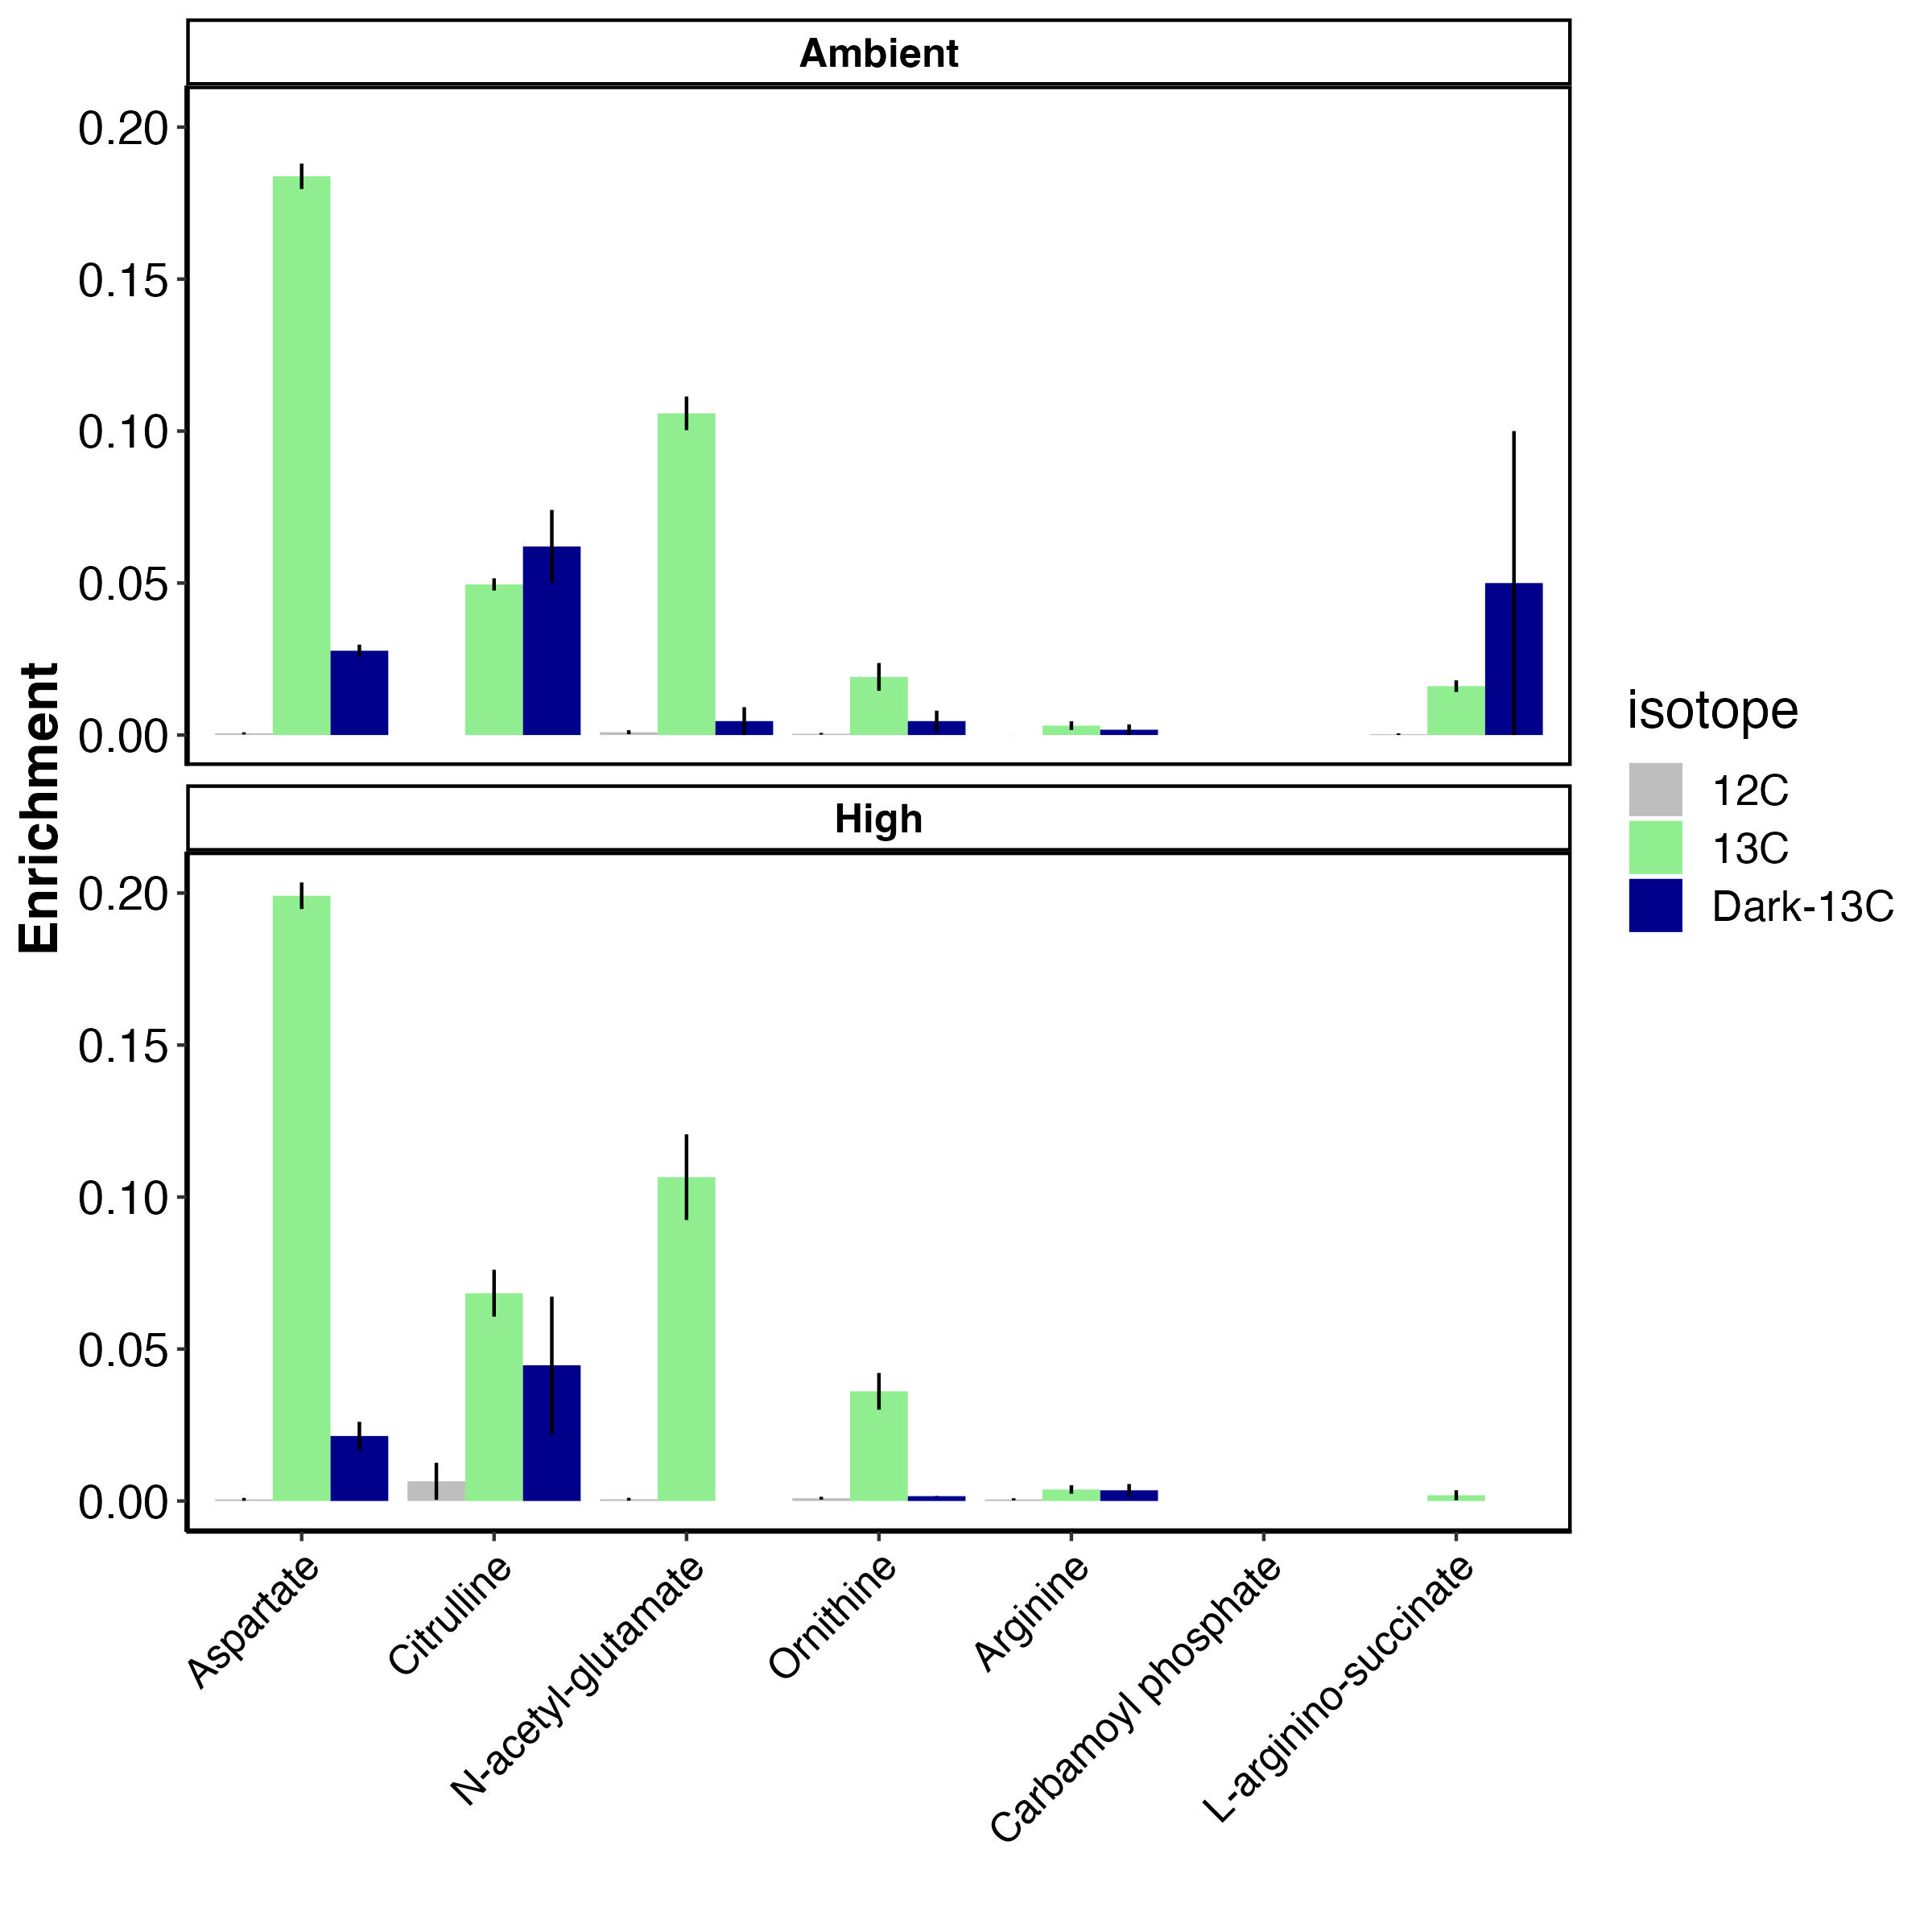 Ambient
0.20
0.15
0.10
0.05
0.00
High
0.20
0.15
0.10
0.05
0.00
Enrichment
Aspartate
Citrulline
N-acetyl-glutamate
Ornithine
Arginine
Carbamoyl phosphate
L-arginino-succinate
isotope
12C
13C
Dark-13C